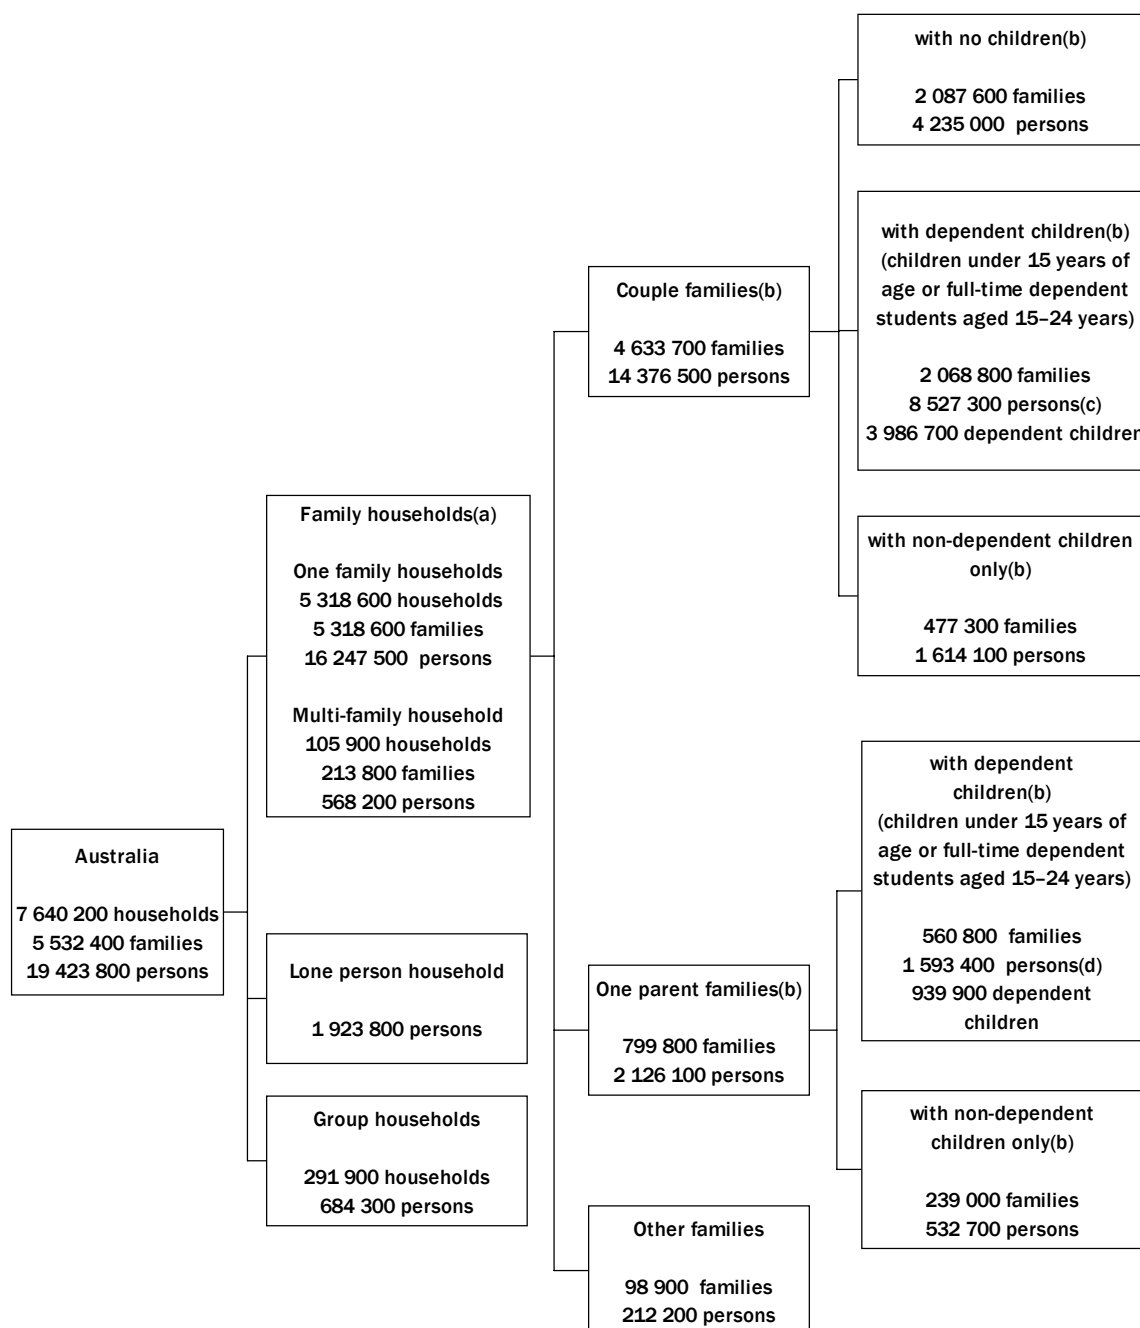 Australia
7 640 200 households
5 532 400 families
19 423 800 persons
Family households(a)
One family households
5 318 600 households
5 318 600 families
16 247 500 persons
Multi-family household
105 900 households
213 800 families
568 200 persons
Lone person household
1 923 800 persons
Group households
291 900 households
684 300 persons
Couple families(b)
4 633 700 families
14 376 500 persons
One parent families(b)
799 800 families
2 126 100 persons
Other families
98 900 families
212 200 persons
with no children(b)
2 087 600 families
4 235 000 persons
with dependent children(b)
(children under 15 years of
age or full-time dependent
students aged 15–24 years)
2 068 800 families
8 527 300 persons(c)
3 986 700 dependent children
with non-dependent children
only(b)
477 300 families
1 614 100 persons
with dependent
children(b)
(children under 15 years of
age or full-time dependent
students aged 15–24 years)
560 800 families
1 593 400 persons(d)
939 900 dependent
children
with non-dependent
children only(b)
239 000 families
532 700 persons